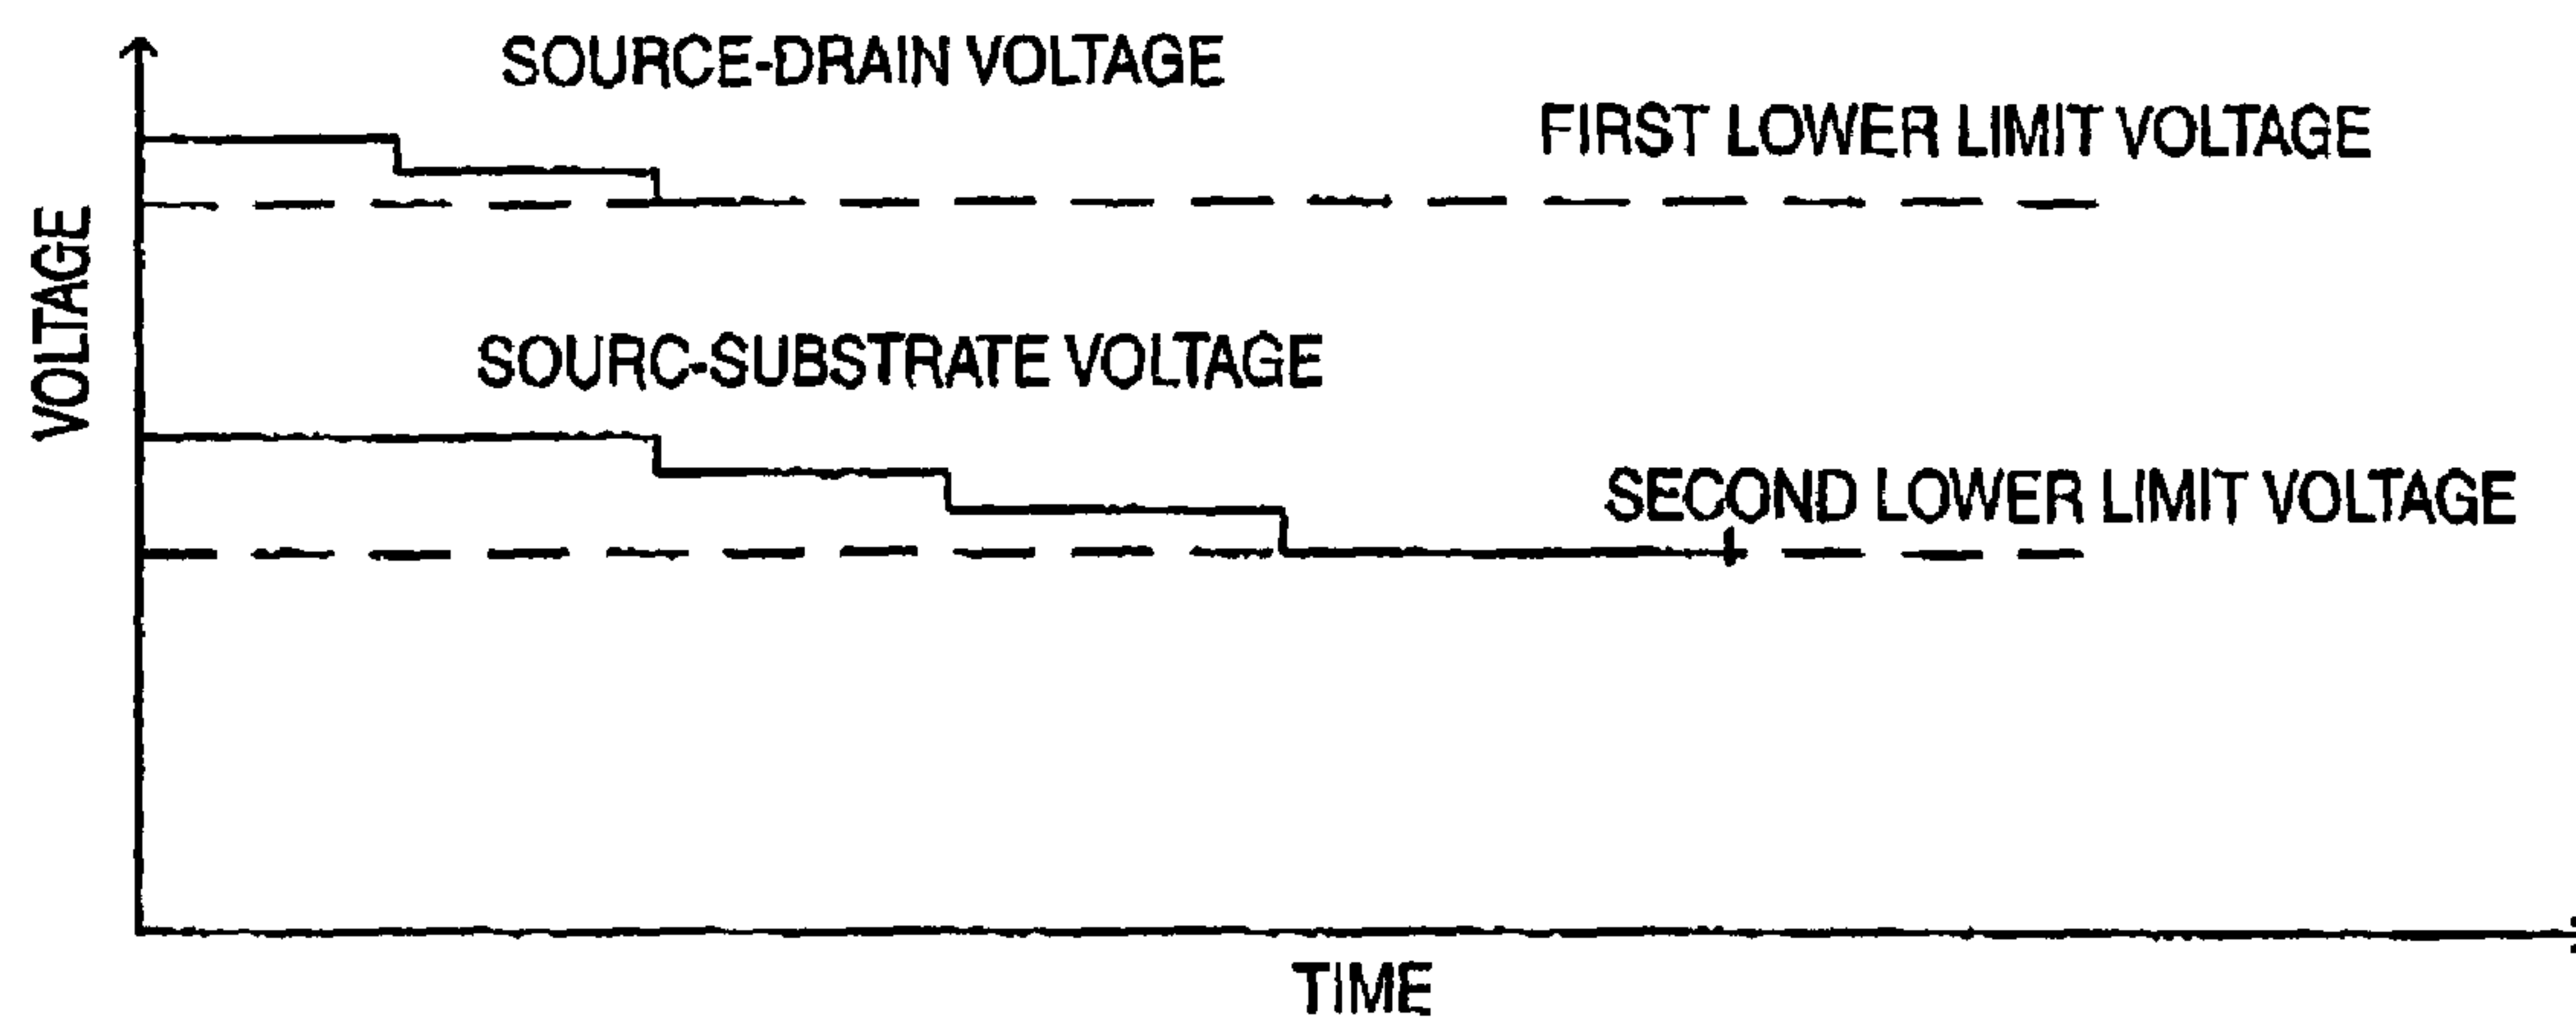 SOURCE-DRAIN VOLTAGE
FIRST LOWER LIMIT VOLTAGE
VOLTAGE
SOURC-SUBSTRATE VOLTAGE
SECOND LOWER LIMIT VOLTAGE
TIME